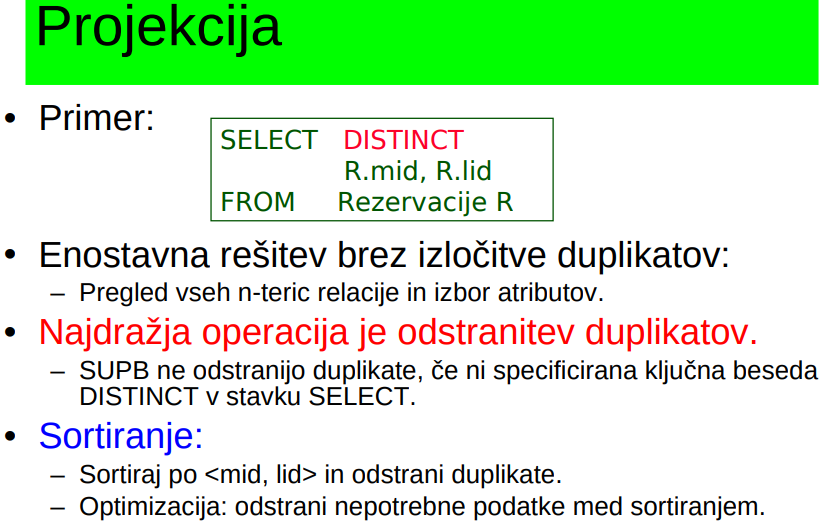 Projekcija
• Primer:
SELECT DISTINCT
R.mid, R.lid
FROM Rezervacije R
• Enostavna rešitev brez izločitve duplikatov:
– Pregled vseh n-teric relacije in izbor atributov.
• Najdražja operacija je odstranitev duplikatov.
– SUPB ne odstranijo duplikate, če ni specificirana ključna beseda
DISTINCT v stavku SELECT.
• Sortiranje:
– Sortiraj po <mid, lid> in odstrani duplikate.
– Optimizacija: odstrani nepotrebne podatke med sortiranjem.